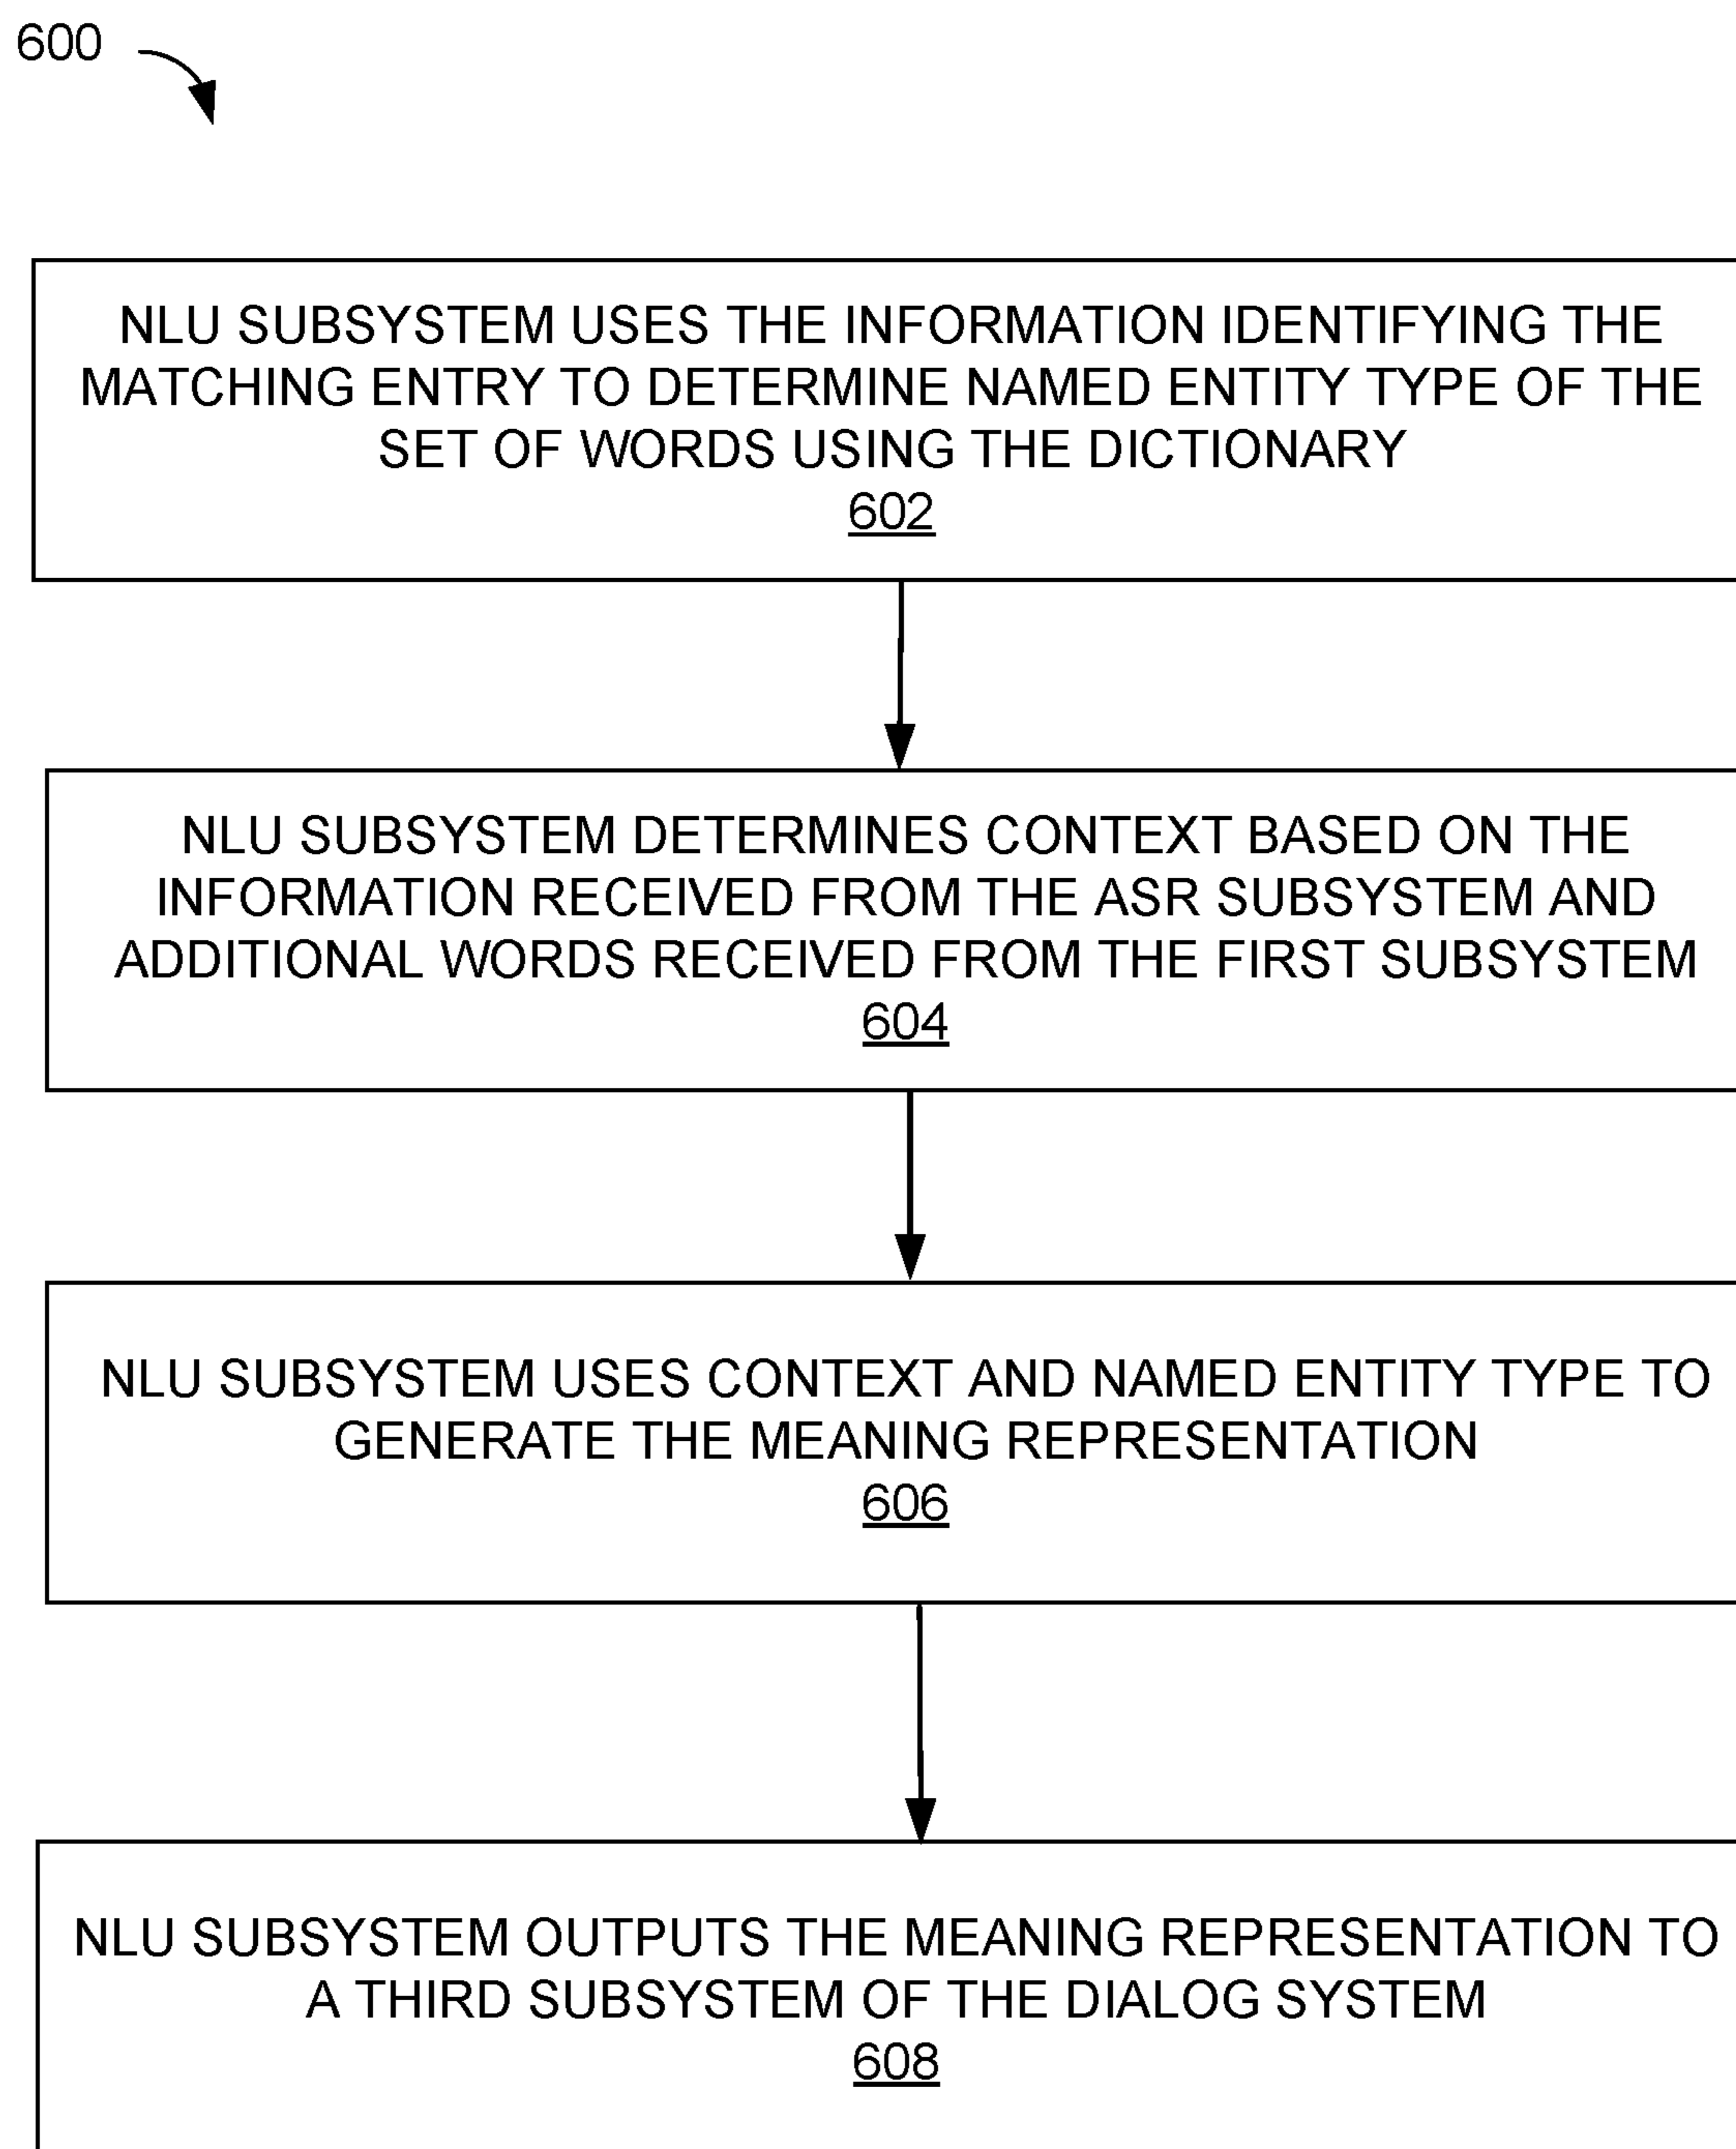 600
NLU SUBSYSTEM USES THE INFORMATION IDENTIFYING THE
MATCHING ENTRY TO DETERMINE NAMED ENTITY TYPE OF THE
SET OF WORDS USING THE DICTIONARY
602
NLU SUBSYSTEM DETERMINES CONTEXT BASED ON THE
INFORMATION RECEIVED FROM THE ASR SUBSYSTEM AND
ADDITIONAL WORDS RECEIVED FROM THE FIRST SUBSYSTEM
604
NLU SUBSYSTEM USES CONTEXT AND NAMED ENTITY TYPE TO
GENERATE THE MEANING REPRESENTATION
606
NLU SUBSYSTEM OUTPUTS THE MEANING REPRESENTATION TO
A THIRD SUBSYSTEM OF THE DIALOG SYSTEM
608